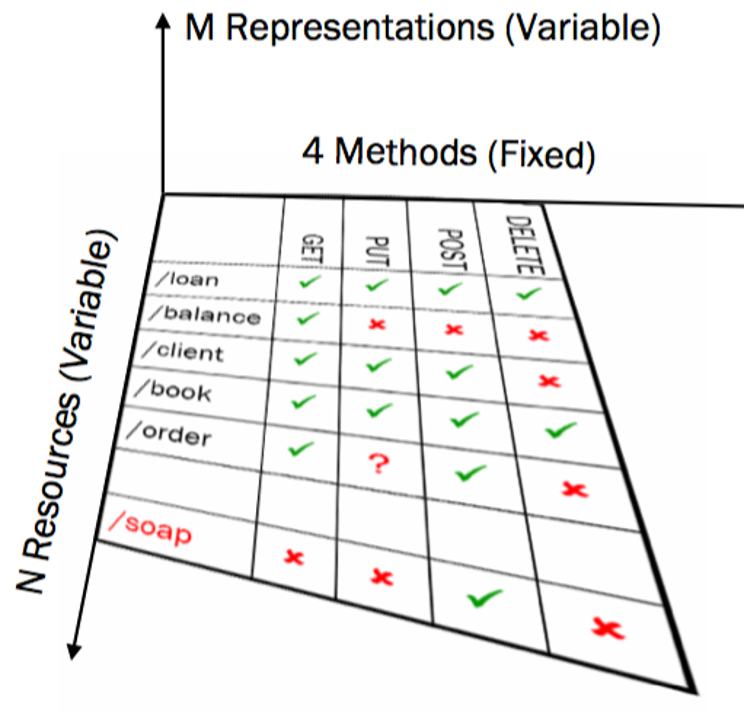 M Representations (Variable)
4 Methods (Fixed)
N Resources (Variable)
GET PUT POST DELETE
/loan
/balance
/client
/book
/order ?
/soap